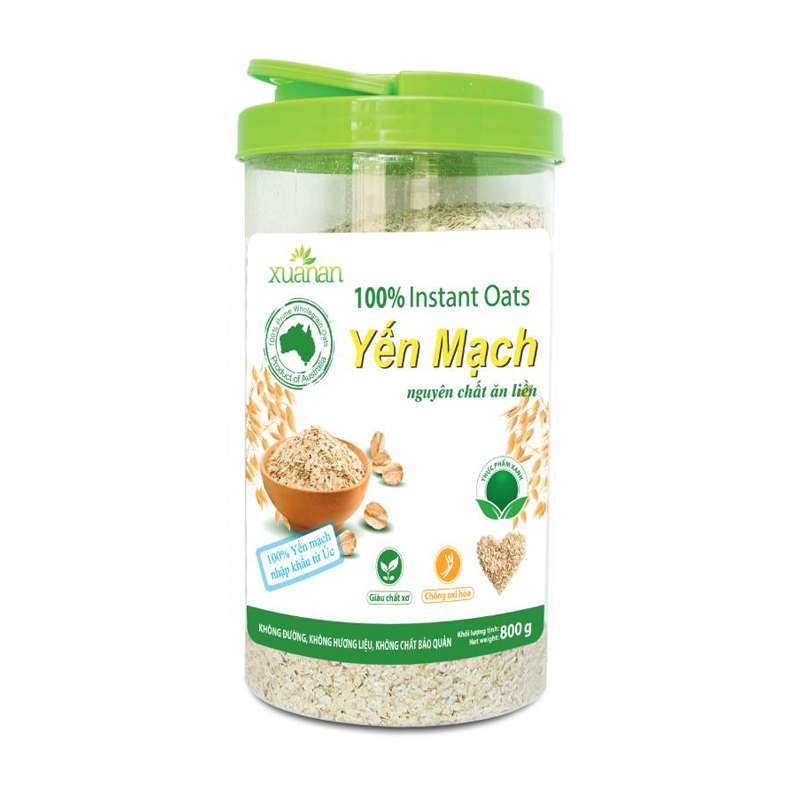 xuanan
100% Instant Oats
100% Prime Wholegrain Oats
Product of Australia
Yến Mạch
nguyên chất ăn liền
THỰC PHẨM XANH
100% Yến mạch
nhập khẩu từ Úc
Giàu chất xơ
Chống oxi hóa
KHÔNG ĐƯỜNG, KHÔNG HƯƠNG LIỆU, KHÔNG CHẤT BẢO QUẢN
Khối lượng tịnh:
Net weight: 800 g